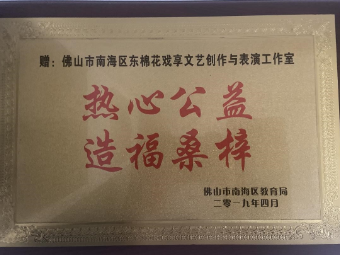 赠：佛山市南海区东棉花戏享文艺创作与表演工作室
热心公益
造福桑梓
佛山市南海区教育局
二零一九年四月